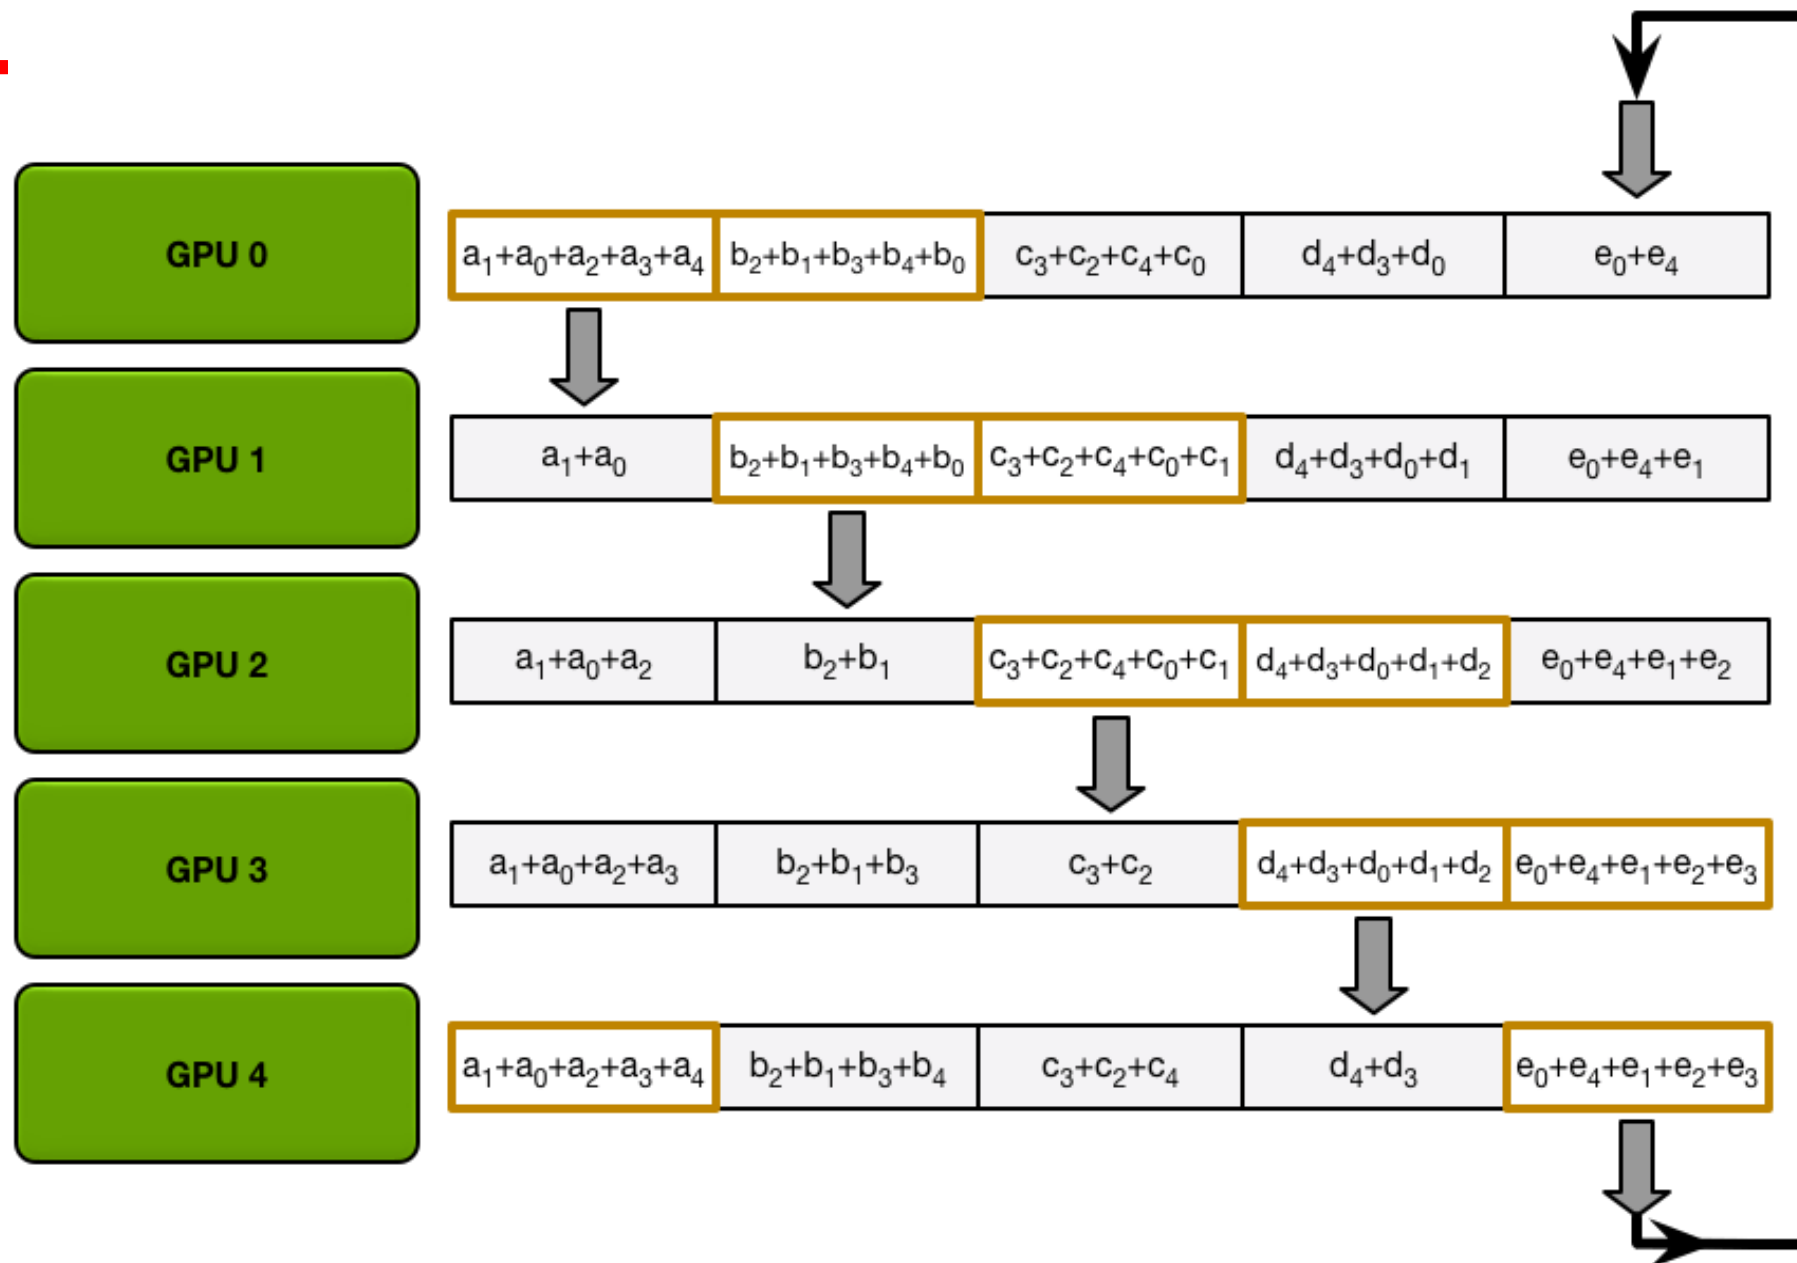 GPU 0 a₁+a₀+a₂+a₃+a₄ b₂+b₁+b₃+b₄+b₀ c₃+c₂+c₄+c₀ d₄+d₃+d₀ e₀+e₄
GPU 1 a₁+a₀ b₂+b₁+b₃+b₄+b₀ c₃+c₂+c₄+c₀+c₁ d₄+d₃+d₀+d₁ e₀+e₄+e₁
GPU 2 a₁+a₀+a₂ b₂+b₁ c₃+c₂+c₄+c₀+c₁ d₄+d₃+d₀+d₁+d₂ e₀+e₄+e₁+e₂
GPU 3 a₁+a₀+a₂+a₃ b₂+b₁+b₃ c₃+c₂ d₄+d₃+d₀+d₁+d₂ e₀+e₄+e₁+e₂+e₃
GPU 4 a₁+a₀+a₂+a₃+a₄ b₂+b₁+b₃+b₄ c₃+c₂+c₄ d₄+d₃ e₀+e₄+e₁+e₂+e₃